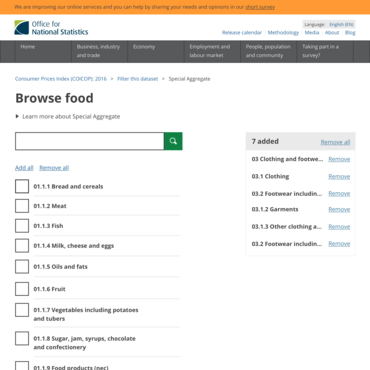 We are improving our online services and you can help by sharing your needs and opinions in our short survey
Office for
National Statistics
Language: English (EN)
Release calendar Methodology Media About Blog
Home
Business, industry and trade
Economy
Employment and labour market
People, population and community
Taking part in a survey?
Consumer Prices Index (COICOP): 2016 > Filter this dataset > Special Aggregate
Browse food
Learn more about Special Aggregate
Add all Remove all
01.1.1 Bread and cereals
01.1.2 Meat
01.1.3 Fish
01.1.4 Milk, cheese and eggs
01.1.5 Oils and fats
01.1.6 Fruit
01.1.7 Vegetables including potatoes
and tubers
01.1.8 Sugar, jam, syrups, chocolate
and confectionery
01.1.9 Food products (nec)
7 added Remove all
03 Clothing and footwe... Remove
03.1 Clothing Remove
03.2 Footwear includin... Remove
03.1.2 Garments Remove
03.1.3 Other clothing a... Remove
03.2 Footwear includin... Remove